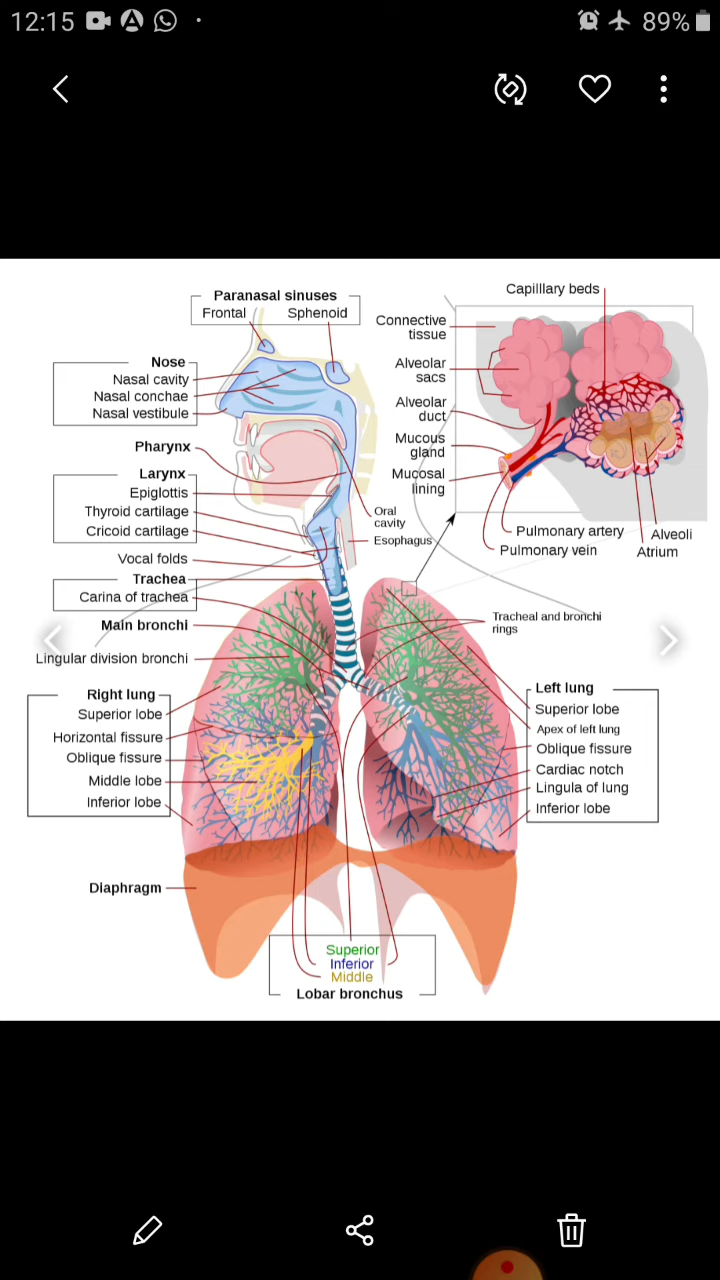 12:15
89%
Paranasal sinuses
Frontal
Sphenoid
Nose
Nasal cavity
Nasal conchae
Nasal vestibule
Pharynx
Larynx
Epiglottis
Thyroid cartilage
Cricoid cartilage
Vocal folds
Trachea
Carina of trachea
Main bronchi
Lingular division bronchi
Right lung
Superior lobe
Horizontal fissure
Oblique fissure
Middle lobe
Inferior lobe
Diaphragm
Capilllary beds
Connective
tissue
Alveolar
sacs
Alveolar
duct
Mucous
gland
Mucosal
lining
Pulmonary artery
Pulmonary vein
Alveoli
Atrium
Oral
cavity
Esophagus
Tracheal and bronchi
rings
Left lung
Superior lobe
Apex of left lung
Oblique fissure
Cardiac notch
Lingula of lung
Inferior lobe
Superior
Inferior
Middle
Lobar bronchus